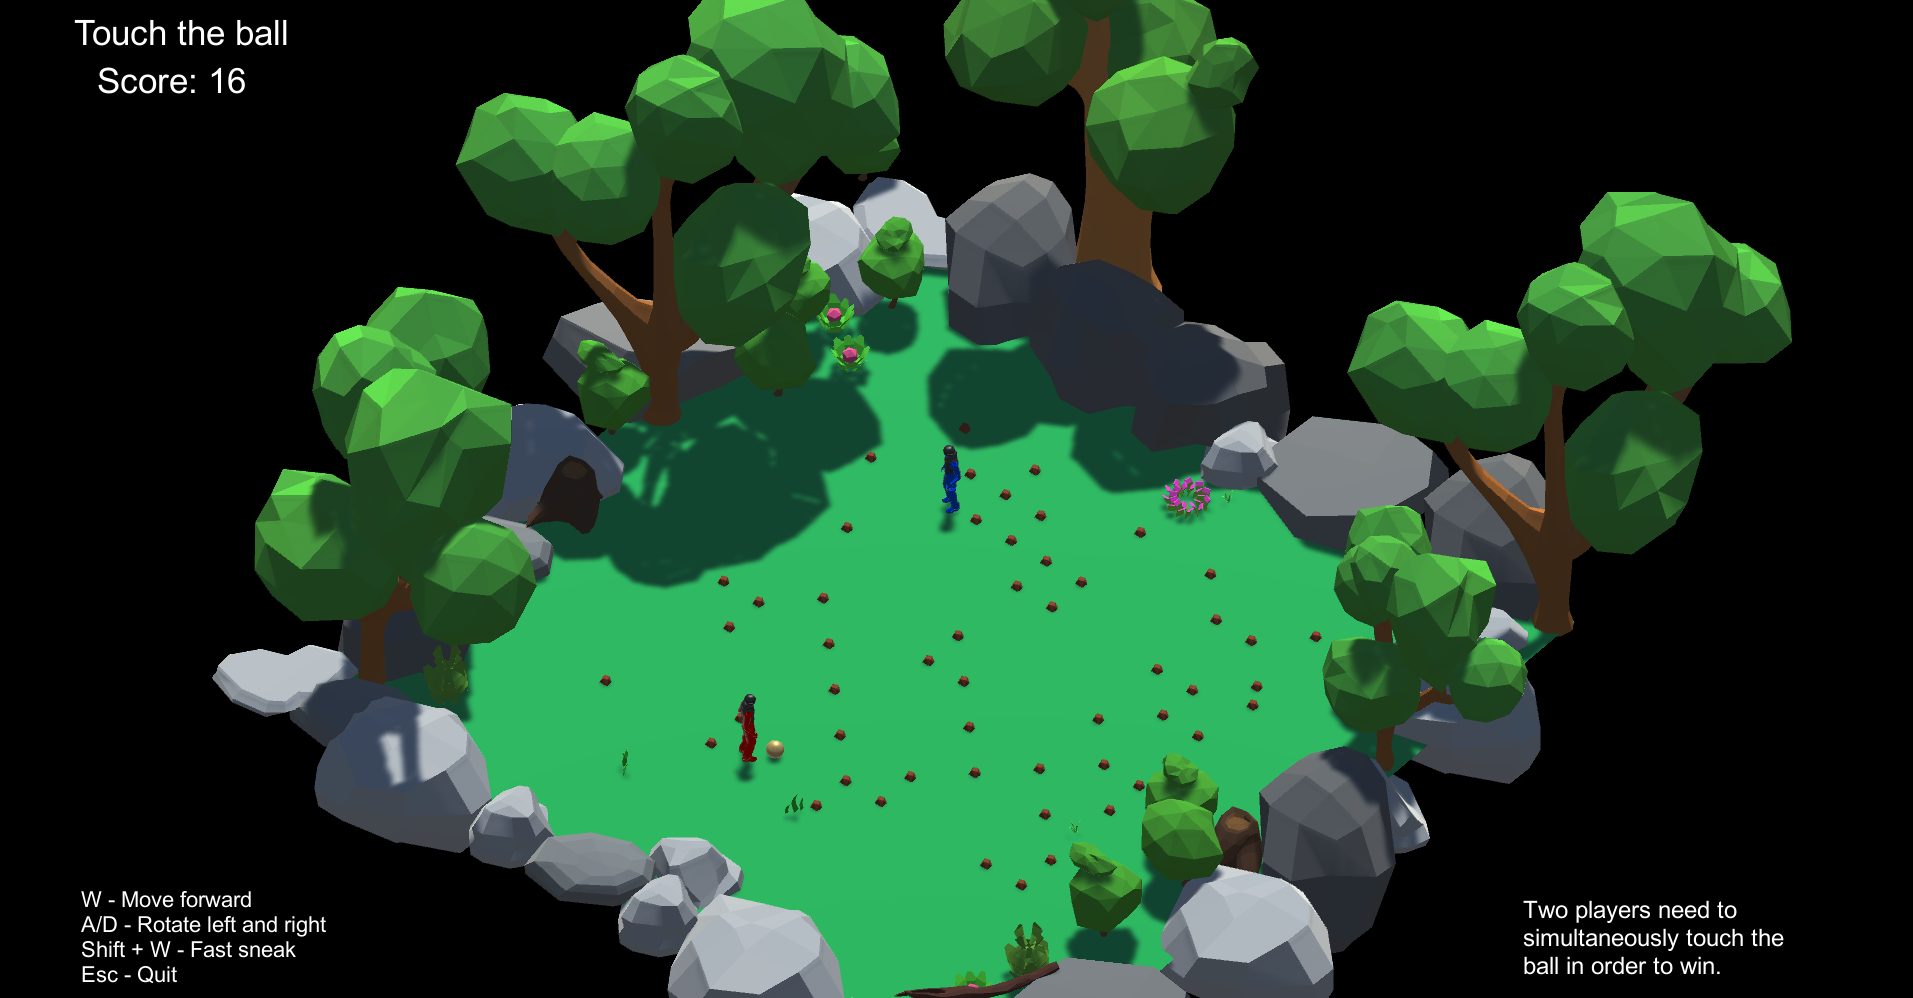 Touch the ball
Score: 16
W - Move forward
A/D - Rotate left and right
Shift + W - Fast sneak
Esc - Quit
Two players need to
simultaneously touch the
ball in order to win.